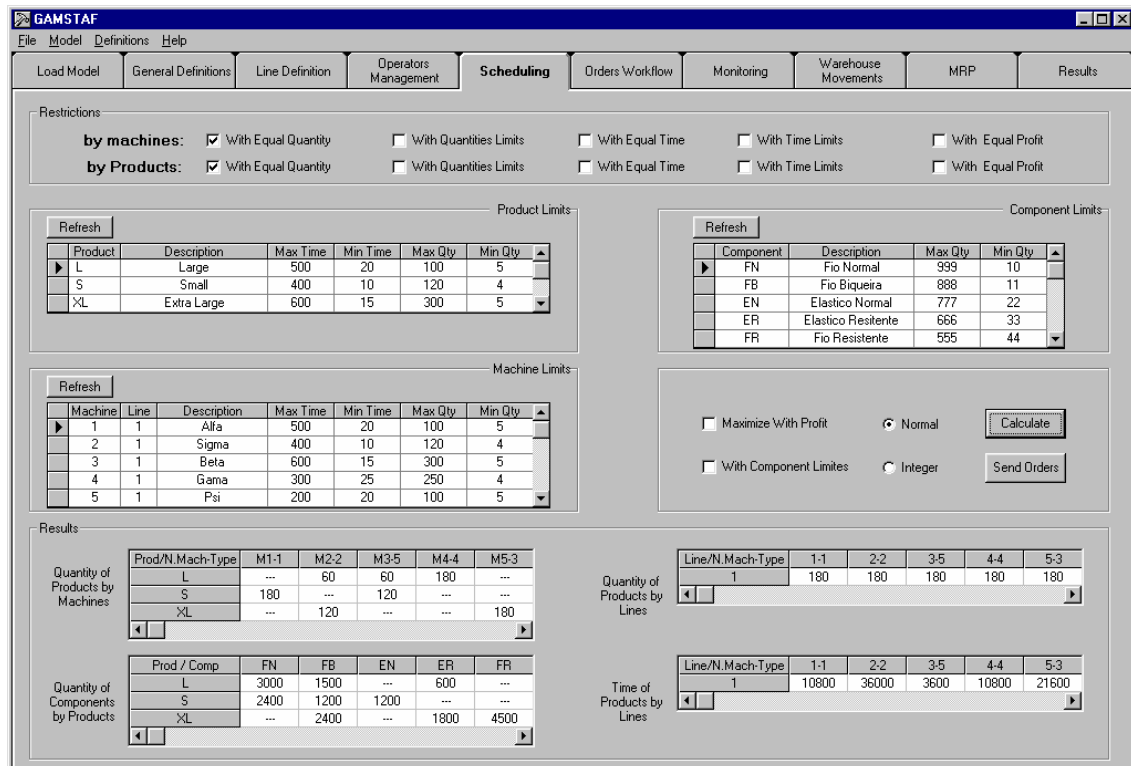 GAMSTAF
File Model Definitions Help
Load Model General Definitions Line Definition Operators Management Scheduling Orders Workflow Monitoring Warehouse Movements MRP Results
Restrictions
by machines: With Equal Quantity With Quantities Limits With Equal Time With Time Limits With Equal Profit
by Products: With Equal Quantity With Quantities Limits With Equal Time With Time Limits With Equal Profit
Product Limits
Refresh
Product Description Max Time Min Time Max Qty Min Qty
L Large 500 20 100 5
S Small 400 10 120 4
XL Extra Large 600 15 300 5
Component Limits
Refresh
Component Description Max Qty Min Qty
FN Fio Normal 999 10
FB Fio Biqueira 888 11
EN Elastico Normal 777 22
ER Elastico Resitente 666 33
FR Fio Resistente 555 44
Machine Limits
Refresh
Machine Line Description Max Time Min Time Max Qty Min Qty
1 1 Alfa 500 20 100 5
2 1 Sigma 400 10 120 4
3 1 Beta 600 15 300 5
4 1 Gama 300 25 250 4
5 1 Psi 200 20 100 5
Maximize With Profit Normal Calculate
With Component Limites Integer Send Orders
Results
Quantity of Products by Machines
Prod/N.Mach-Type M1-1 M2-2 M3-5 M4-4 M5-3
L --- 60 60 180 ---
S 180 --- 120 --- ---
XL --- 120 --- --- 180
Quantity of Products by Lines
Line/N.Mach-Type 1-1 2-2 3-5 4-4 5-3
1 180 180 180 180 180
Quantity of Components by Products
Prod / Comp FN FB EN ER FR
L 3000 1500 --- 600 ---
S 2400 1200 1200 --- ---
XL --- 2400 --- 1800 4500
Time of Products by Lines
Line/N.Mach-Type 1-1 2-2 3-5 4-4 5-3
1 10800 36000 3600 10800 21600